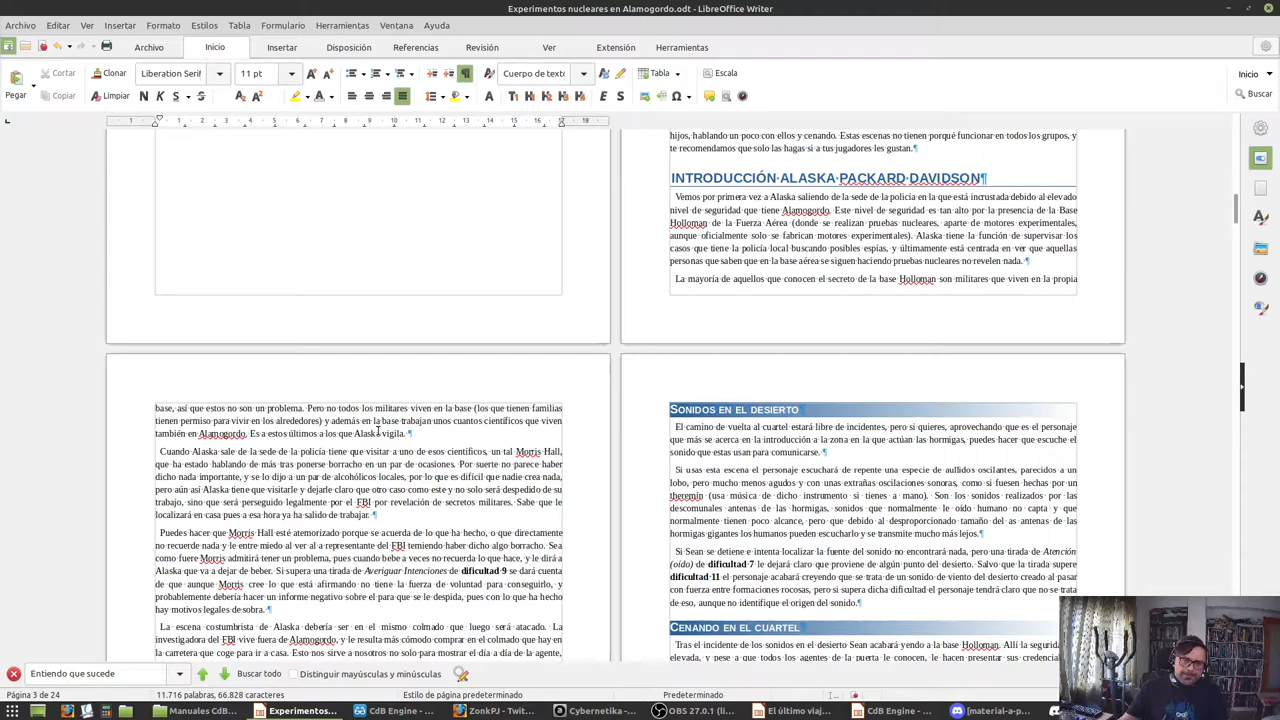 Experimentos nucleares en Alamogordo.odt - LibreOffice Writer
Archivo Editar Ver Insertar Formato Estilos Tabla Formulario Herramientas Ventana Ayuda
Archivo Inicio Insertar Disposición Referencias Revisión Ver Extensión Herramientas
Pegar Cortar Clonar Liberation Serif 11 pt Cuerpo de texto Tabla Escala Inicio
Copiar Limpiar Buscar
hijos, hablando un poco con ellos y cenando. Estas escenas no tienen porqué funcionar en todos los grupos, y
te recomendamos que solo las hagas si a tus jugadores les gustan.¶
INTRODUCCIÓN·ALASKA·PACKARD·DAVIDSON¶
Vemos por primera vez a Alaska saliendo de la sede de la policía en la que está incrustada debido al elevado
nivel de seguridad que tiene Alamogordo. Este nivel de seguridad es tan alto por la presencia de la Base
Holloman de la Fuerza Aérea (donde se realizan pruebas nucleares, aparte de motores experimentales,
aunque oficialmente solo se fabrican motores experimentales). Alaska tiene la función de supervisar los
casos que tiene la policía local buscando posibles espías, y últimamente está centrada en ver que aquellas
personas que saben que en la base aérea se siguen haciendo pruebas nucleares no revelen nada.·¶
La mayoría de aquellos que conocen el secreto de la base Holloman son militares que viven en la propia
base, así que estos no son un problema. Pero no todos los militares viven en la base (los que tienen familias
tienen permiso para vivir en los alrededores) y además en la base trabajan unos cuantos científicos que viven
también en Alamogordo. Es a estos últimos a los que Alaska vigila.·¶
Cuando Alaska sale de la sede de la policía tiene que visitar a uno de esos científicos, un tal Morris Hall,
que ha estado hablando de más tras ponerse borracho en un par de ocasiones. Por suerte no parece haber
dicho nada importante, y se lo dijo a un par de alcohólicos locales, por lo que es difícil que nadie crea nada,
pero aún así Alaska tiene que visitarle y dejarle claro que otro caso como este y no solo será despedido de su
trabajo, sino que será perseguido legalmente por el FBI por revelación de secretos militares. Sabe que le
localizará en casa pues a esa hora ya ha salido de trabajar.·¶
Puedes hacer que Morris Hall esté atemorizado porque se acuerda de lo que ha hecho, o que directamente
no recuerde nada y le entre miedo al ver al a representante del FBI teniendo haber dicho algo borracho. Sea
como fuere Morris admitirá tener un problema, pues cuando bebe a veces no recuerda lo que hace, y le dirá a
Alaska que va a dejar de beber. Si supera una tirada de Averiguar Intenciones de dificultad 9 se dará cuenta
de que aunque Morris cree lo que está afirmando no tiene la fuerza de voluntad para conseguirlo, y
probablemente debería hacer un informe negativo sobre el para que se le despida, pues con lo que ha hecho
hay motivos legales de sobra.·¶
La escena costumbrista de Alaska debería ser en el mismo colmado que luego será atacado. La
investigadora del FBI vive fuera de Alamogordo, y le resulta más cómodo comprar en el colmado que hay en
la carretera que coge para ir a casa. Esto nos sirve a nosotros no solo para mostrar el día a día de la agente,
SONIDOS EN EL DESIERTO¶
El camino de vuelta al cuartel estará libre de incidentes, pero si quieres, aprovechando que es el personaje
que más se acerca en la introducción a la zona en la que actúan las hormigas, puedes hacer que escuche el
sonido que estas usan para comunicarse.·¶
Si usas esta escena el personaje escuchará de repente una especie de aullidos oscilantes, parecidos a un
lobo, pero mucho menos agudos y con unas extrañas oscilaciones sonoras, como si fuesen hechas por un
theremín (usa música de dicho instrumento si tienes a mano). Son los sonidos realizados por las
descomunales antenas de las hormigas, sonidos que normalmente el oído humano no capta y que
normalmente tienen poco alcance, pero que debido al desproporcionado tamaño del as antenas de las
hormigas gigantes los humanos pueden escucharlo y se transmite mucho más lejos.¶
Si Sean se detiene e intenta localizar la fuente del sonido no encontrará nada, pero una tirada de Atención
(oído) de dificultad 7 le dejará claro que proviene de algún punto del desierto. Salvo que la tirada supere
dificultad 11 el personaje acabará creyendo que se trata de un sonido de viento del desierto creado al pasar
con fuerza entre formaciones rocosas, pero si supera dicha dificultad el personaje tendrá claro que no se trata
de eso, aunque no identifique el origen del sonido.¶
CENANDO EN EL CUARTEL¶
Tras el incidente de los sonidos en el desierto Sean acabará yendo a la base Holloman. Allí la seguridad
elevada, y pese a que todos los agentes de la puerta le conocen, le hacen presentar sus
Entiendo que sucede Buscar todo Distinguir mayúsculas y minúsculas
Página 3 de 24 11.716 palabras, 66.828 caracteres Estilo de página predeterminado Predeterminado
Manuales CdB... Experimentos... CdB Engine - ... ZonkPJ - Twit... Cybernetika - ... OBS 27.0.1 (li... El último viaj... CdB Engine - ... [material-a-p...